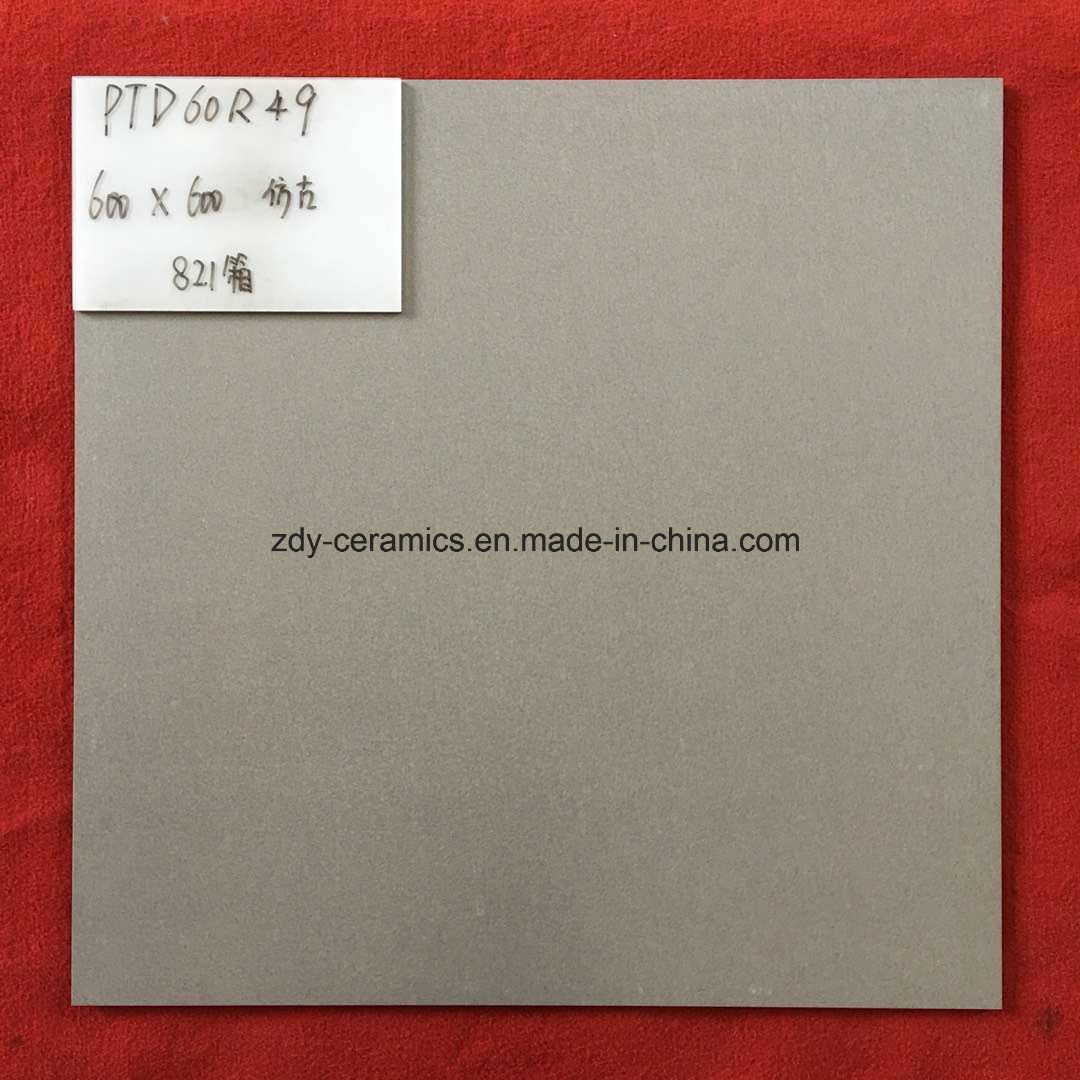 PTD60R49
600 X 600 仿古
821箱
zdy-ceramics.en.made-in-china.com